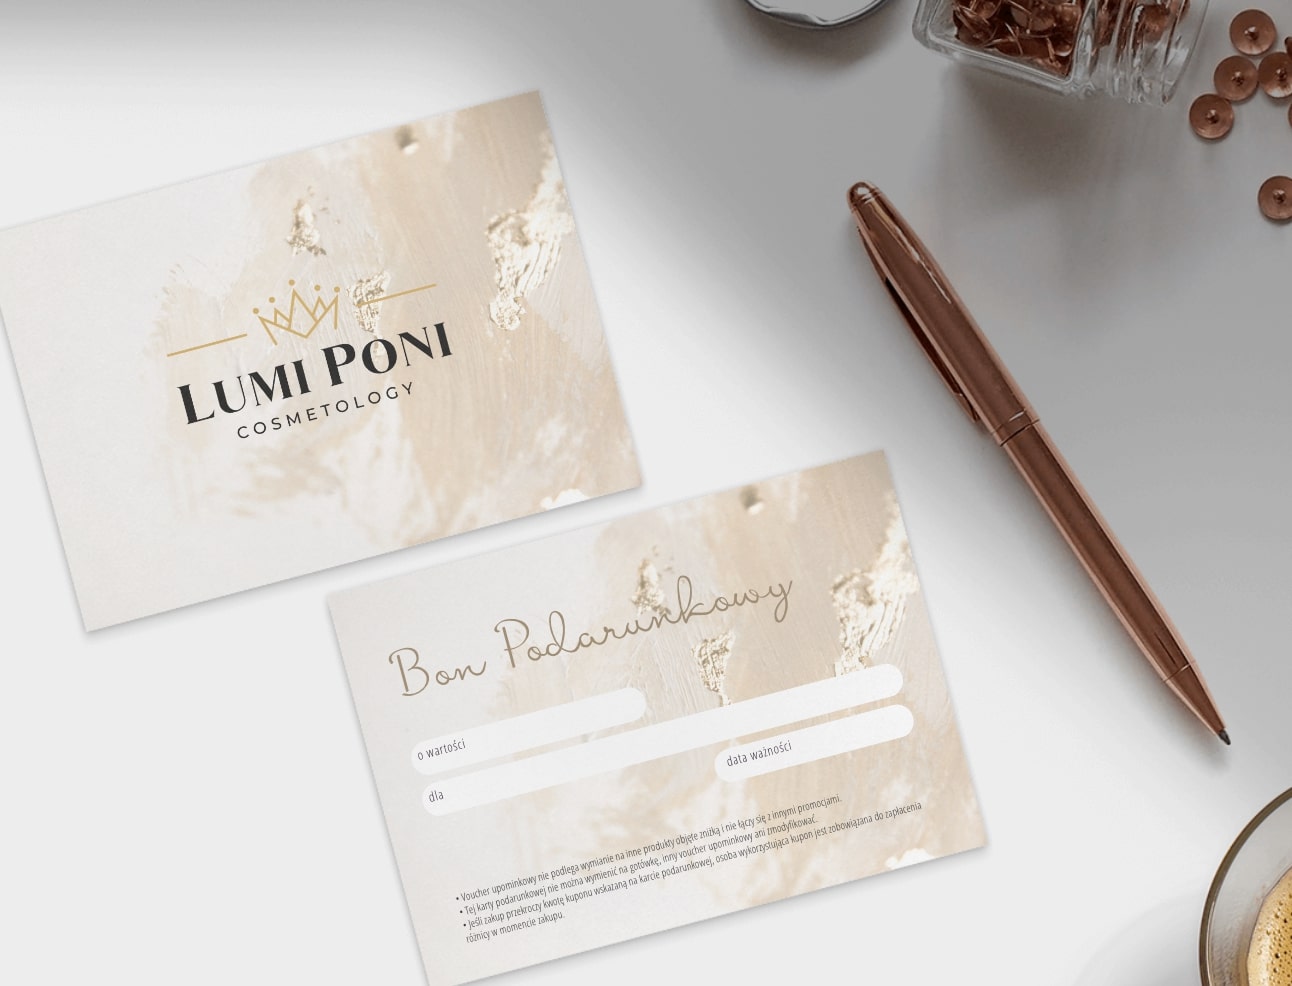 LUMI PONI
COSMETOLOGY
Bon Podarunkowy
o wartości
dla
data ważności
• Voucher upominkowy nie podlega wymianie na inne produkty objęte zniżką i nie łączy się z innymi promocjami.
• Tej karty podarunkowej nie można wymienić na gotówkę, inny voucher upominkowy ani zmodyfikować.
• Jeśli zakup przekroczy kwotę kuponu wskazaną na karcie podarunkowej, osoba wykorzystująca kupon jest zobowiązana do zapłacenia
różnicy w momencie zakupu.